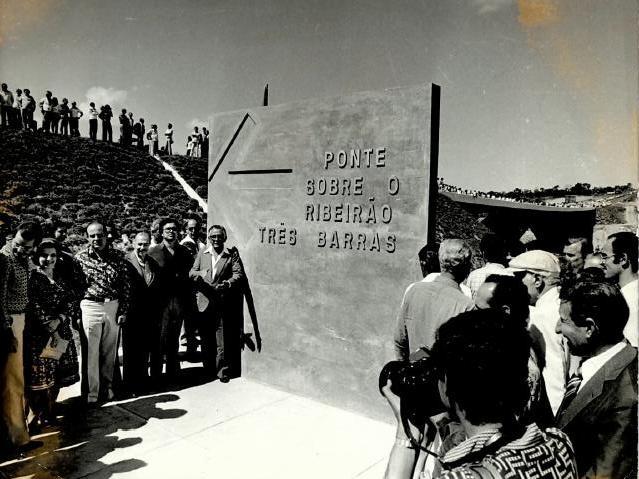 PONTE
SOBRE O
RIBEIRÃO
TRÊS BARRAS